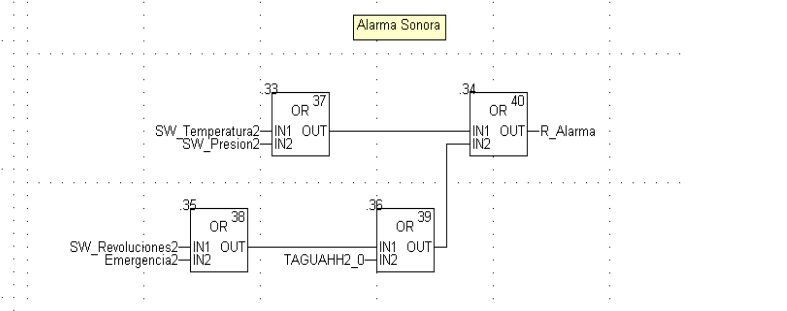 Alarma Sonora
.33
OR 37
SW_Temperatura2 IN1 OUT
SW_Presion2 IN2
.34
OR 40
IN1 OUT R_Alarma
IN2
.35
OR 38
SW_Revoluciones2 IN1 OUT
Emergencia2 IN2
.36
OR 39
IN1 OUT
TAGUAHH2_0 IN2